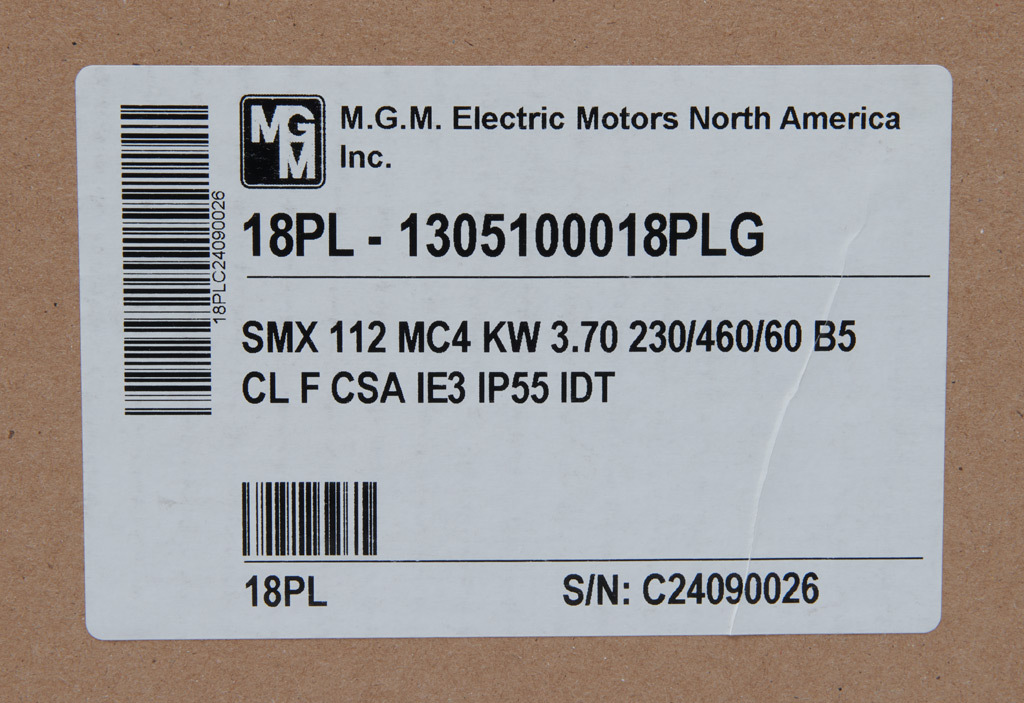 MGM
M.G.M. Electric Motors North America
Inc.
18PLC24090026
18PL - 1305100018PLG
SMX 112 MC4 KW 3.70 230/460/60 B5
CL F CSA IE3 IP55 IDT
18PL
S/N: C24090026